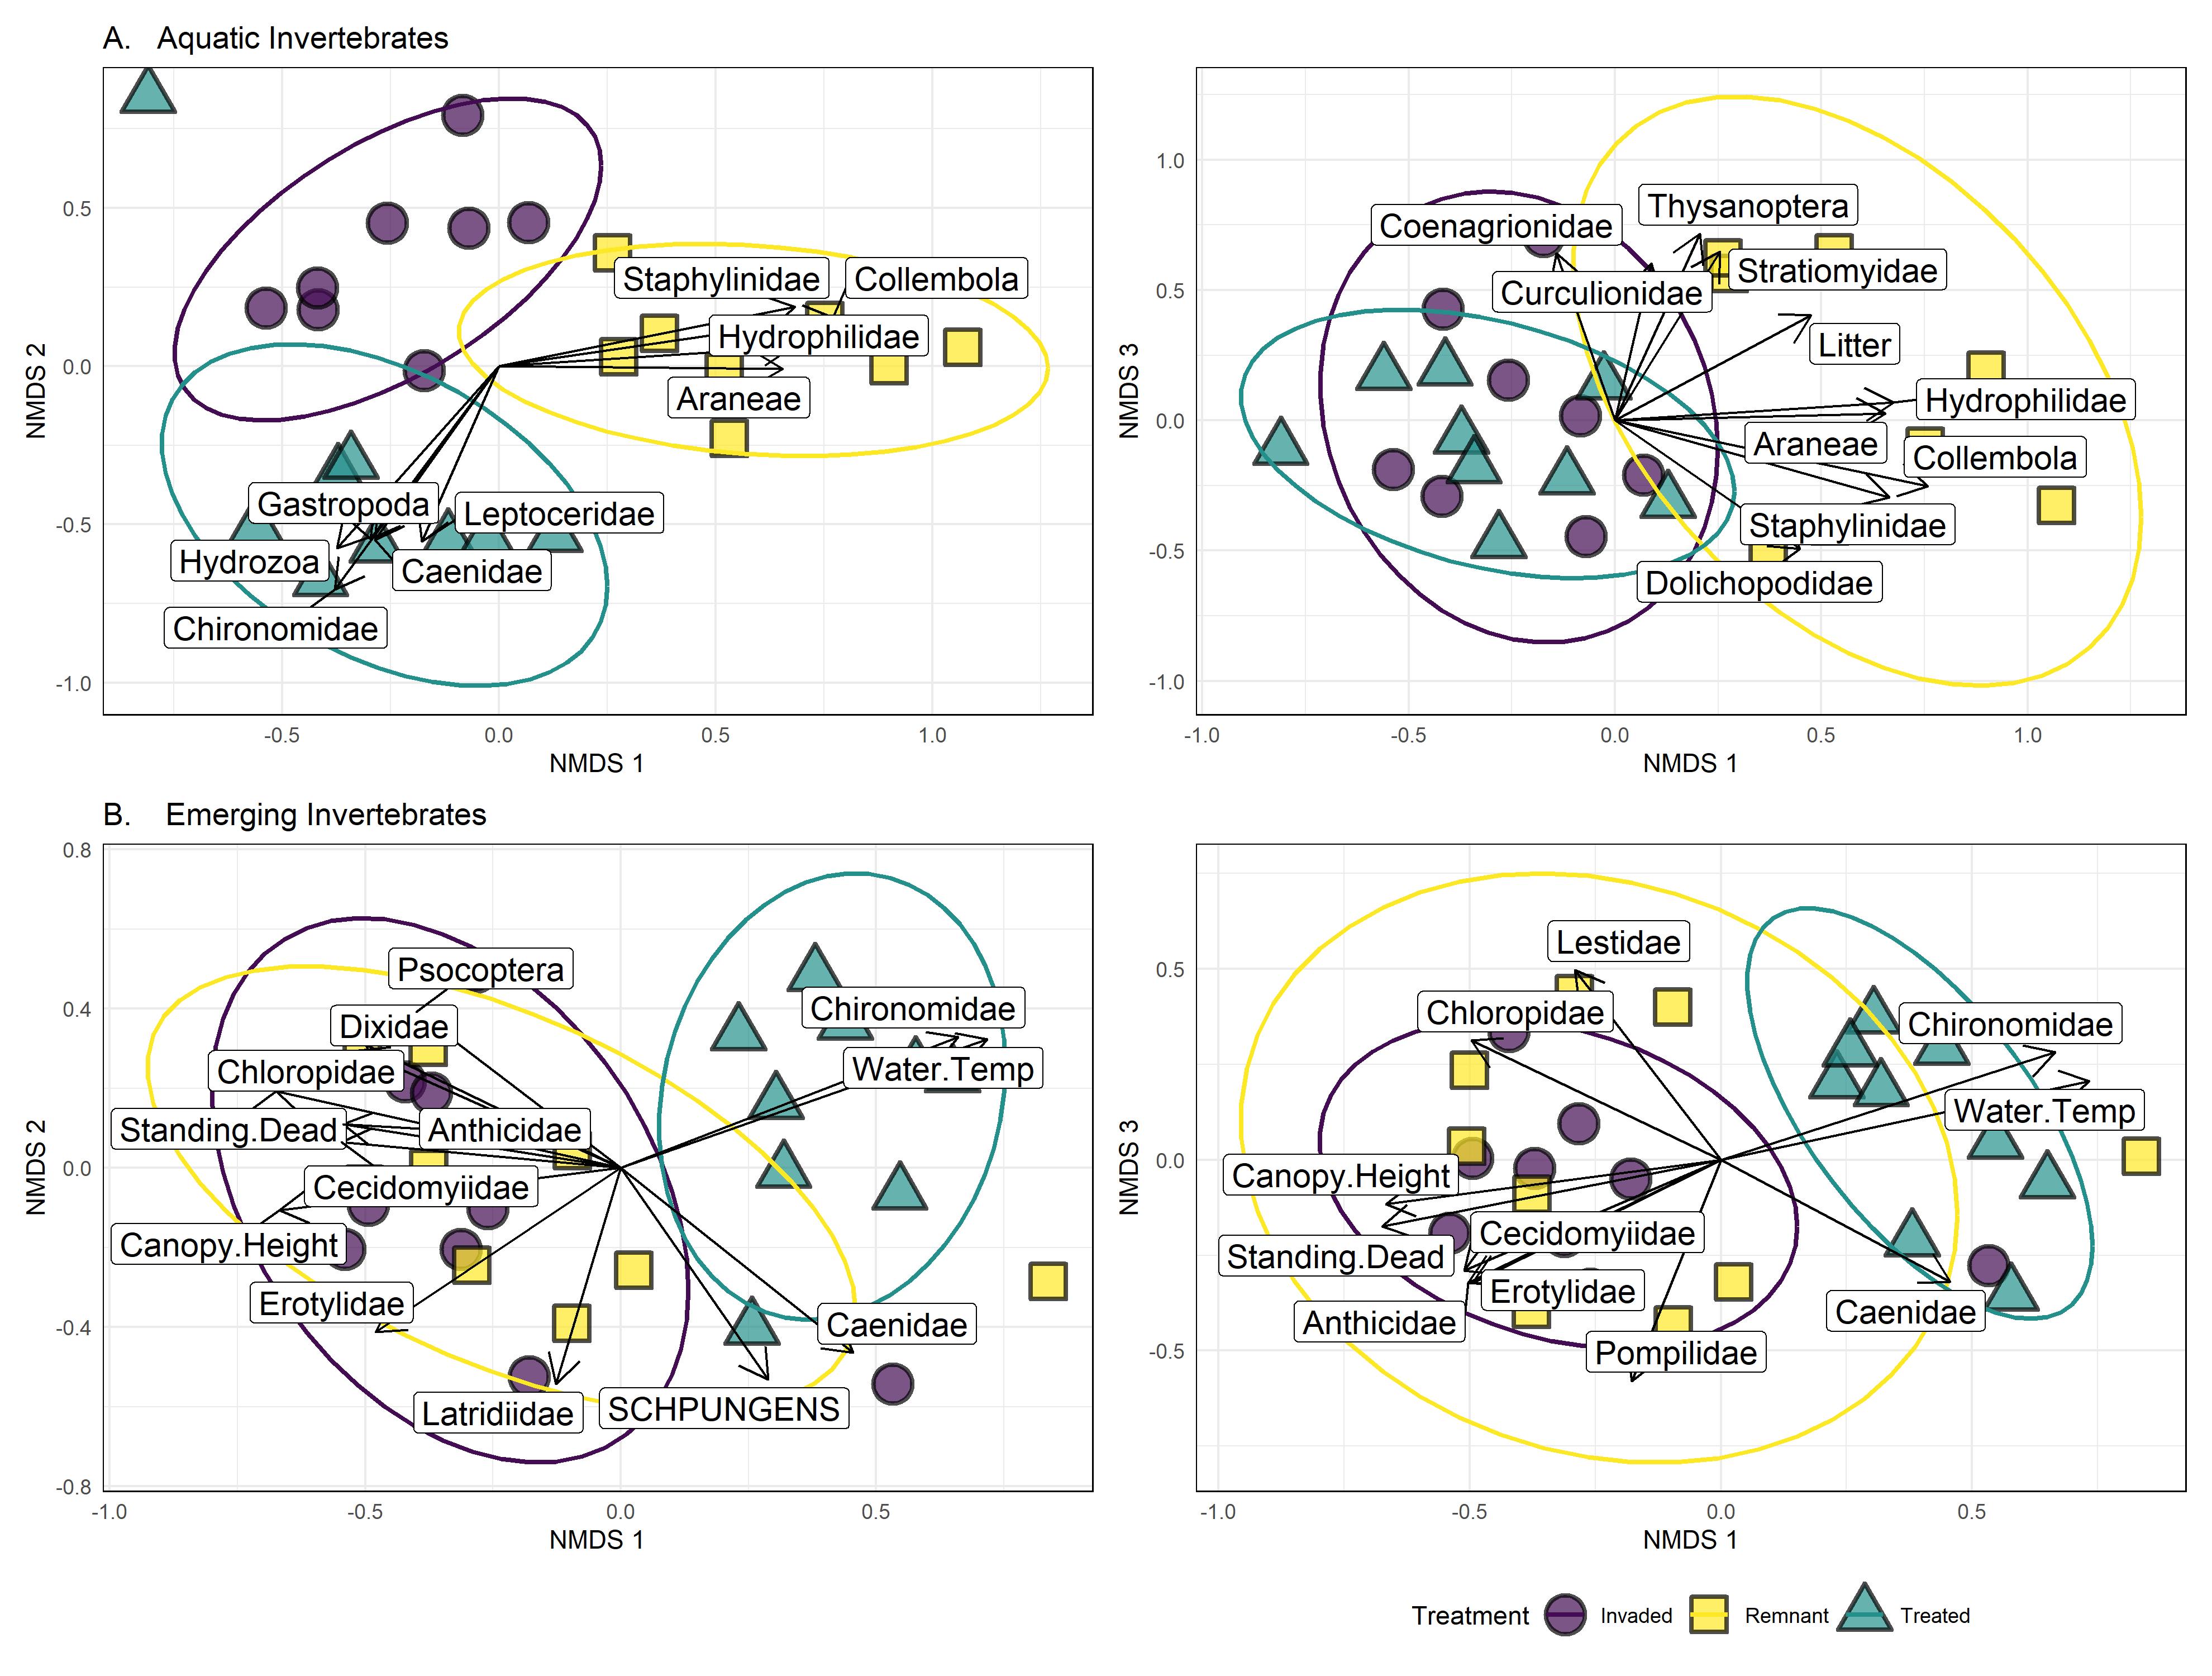 A. Aquatic Invertebrates
NMDS 2
0.5
0.0
-0.5
-1.0
-0.5
0.0
0.5
1.0
NMDS 1
Staphylinidae
Collembola
Hydrophilidae
Araneae
Gastropoda
Leptoceridae
Hydrozoa
Caenidae
Chironomidae
NMDS 3
1.0
0.5
0.0
-0.5
-1.0
-1.0
-0.5
0.0
0.5
1.0
NMDS 1
Thysanoptera
Coenagrionidae
Stratiomyidae
Curculionidae
Litter
Hydrophilidae
Araneae
Collembola
Staphylinidae
Dolichopodidae
B. Emerging Invertebrates
NMDS 2
0.8
0.4
0.0
-0.4
-0.8
-1.0
-0.5
0.0
0.5
NMDS 1
Psocoptera
Chironomidae
Dixidae
Chloropidae
Water.Temp
Standing.Dead
Anthicidae
Cecidomyiidae
Canopy.Height
Erotylidae
Caenidae
Latridiidae
SCHPUNGENS
NMDS 3
0.5
0.0
-0.5
-1.0
-0.5
0.0
0.5
NMDS 1
Lestidae
Chloropidae
Chironomidae
Water.Temp
Canopy.Height
Cecidomyiidae
Standing.Dead
Erotylidae
Anthicidae
Caenidae
Pompilidae
Treatment
Invaded
Remnant
Treated